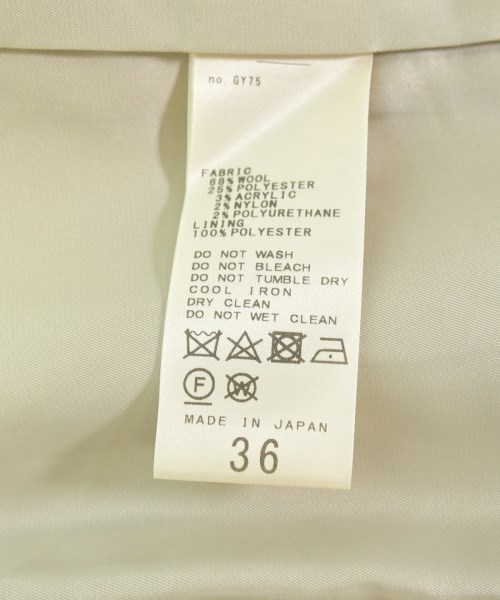 no. GY75
FABRIC
68% WOOL
25% POLYESTER
3% ACRYLIC
2% NYLON
2% POLYURETHANE
LINING
100% POLYESTER
DO NOT WASH
DO NOT BLEACH
DO NOT TUMBLE DRY
COOL IRON
DRY CLEAN
DO NOT WET CLEAN
F W
MADE IN JAPAN
36